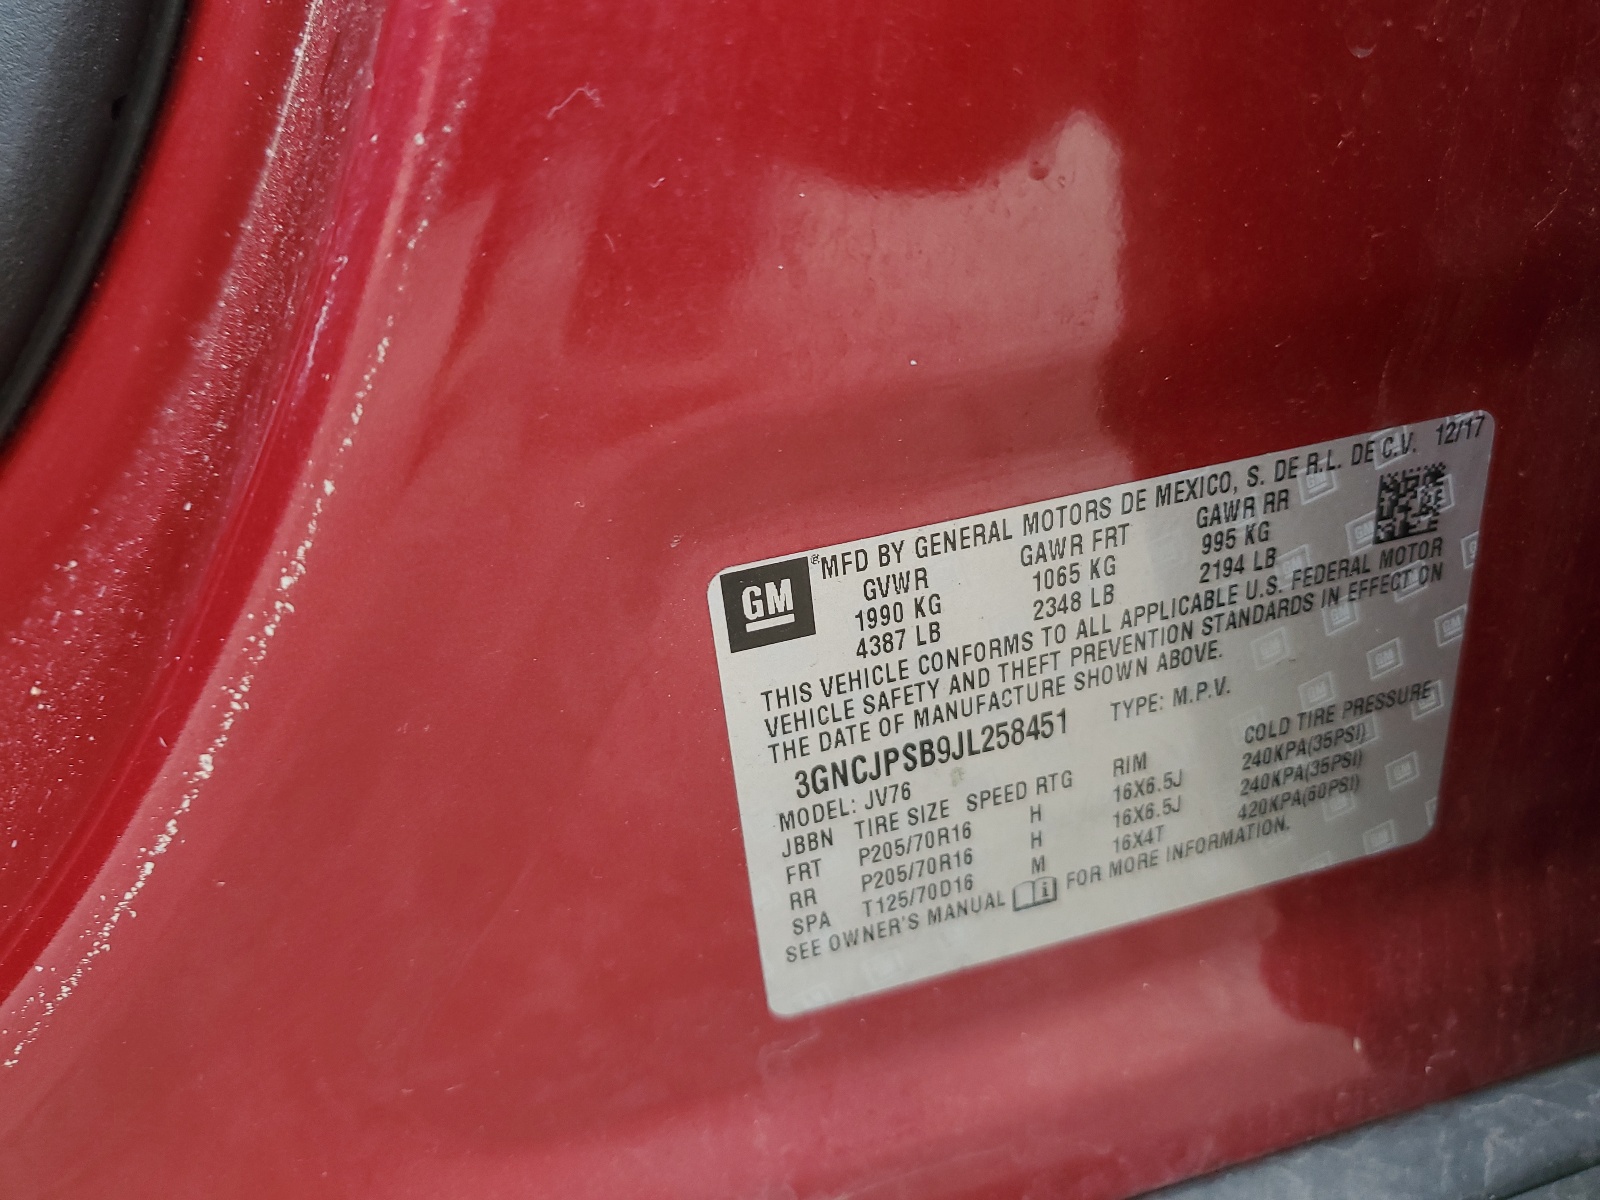 MFD BY GENERAL MOTORS DE MEXICO, S. DE R.L. DE C.V. 12/17
GM ®
GVWR GAWR FRT GAWR RR
1990 KG 1065 KG 995 KG
4387 LB 2348 LB 2194 LB
THIS VEHICLE CONFORMS TO ALL APPLICABLE U.S. FEDERAL MOTOR
VEHICLE SAFETY AND THEFT PREVENTION STANDARDS IN EFFECT ON
THE DATE OF MANUFACTURE SHOWN ABOVE.
3GNCJPSB9JL258451 TYPE: M.P.V.
MODEL: JV76
JBBN TIRE SIZE SPEED RTG RIM COLD TIRE PRESSURE
FRT P205/70R16 H 16X6.5J 240KPA(35PSI)
RR P205/70R16 H 16X6.5J 240KPA(35PSI)
SPA T125/70D16 M 16X4T 420KPA(60PSI)
SEE OWNER'S MANUAL FOR MORE INFORMATION.